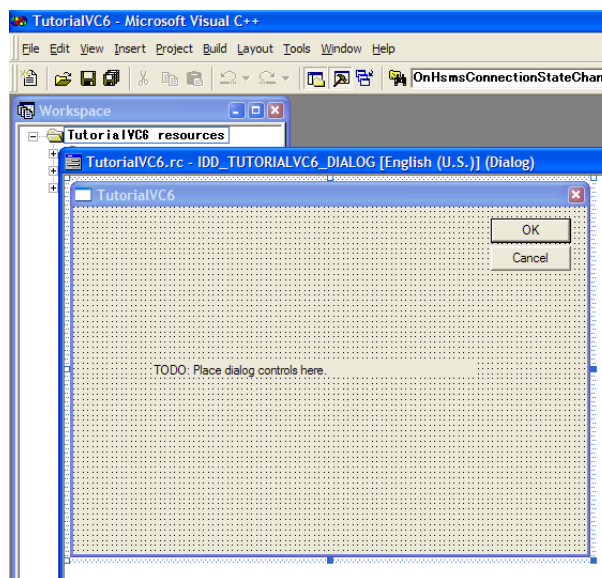 TutorialVC6 - Microsoft Visual C++
File Edit View Insert Project Build Layout Tools Window Help
OnHsmsConnectionStateChan
Workspace
TutorialVC6 resources
TutorialVC6.rc - IDD_TUTORIALVC6_DIALOG [English (U.S.)] (Dialog)
TutorialVC6
OK
Cancel
TODO: Place dialog controls here.